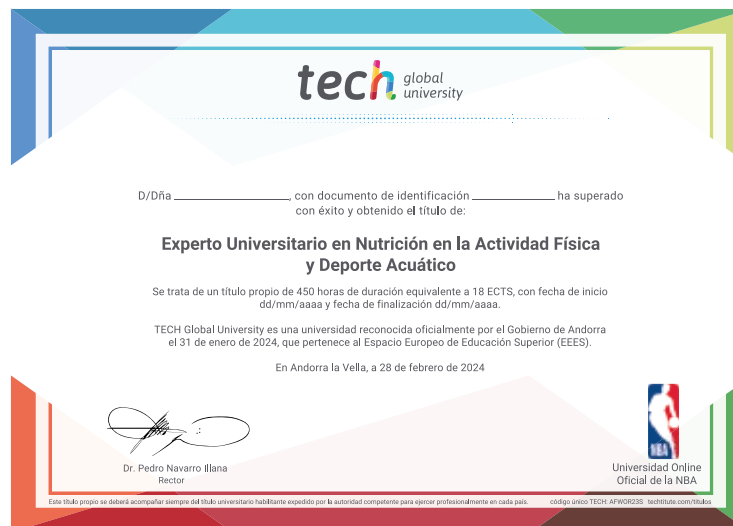 tech global
university
D/Dña ______________, con documento de identificación ______________ ha superado
con éxito y obtenido el título de:
Experto Universitario en Nutrición en la Actividad Física
y Deporte Acuático
Se trata de un título propio de 450 horas de duración equivalente a 18 ECTS, con fecha de inicio
dd/mm/aaaa y fecha de finalización dd/mm/aaaa.
TECH Global University es una universidad reconocida oficialmente por el Gobierno de Andorra
el 31 de enero de 2024, que pertenece al Espacio Europeo de Educación Superior (EEES).
En Andorra la Vella, a 28 de febrero de 2024
Dr. Pedro Navarro Illana
Rector
NBA
Universidad Online
Oficial de la NBA
Este título propio se deberá acompañar siempre del título universitario habilitante expedido por la autoridad competente para ejercer profesionalmente en cada país. código único TECH: AFWOR23S techtitute.com/titulos